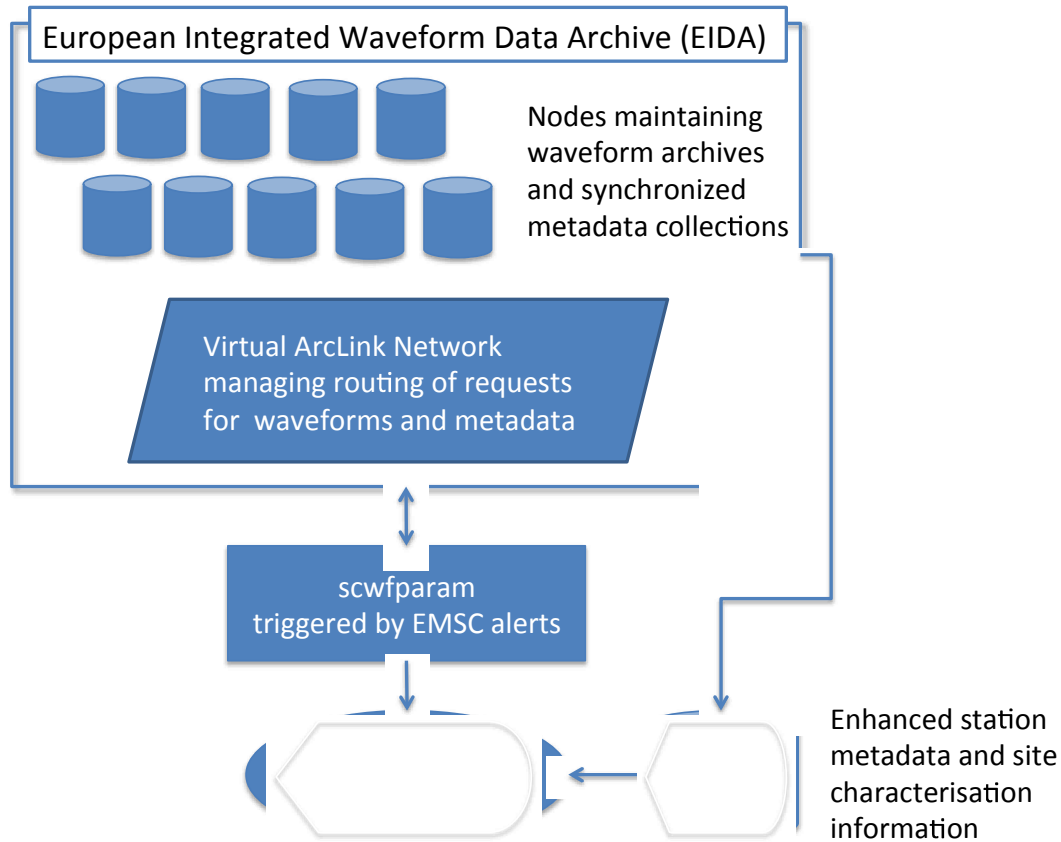 European Integrated Waveform Data Archive (EIDA)
Nodes maintaining
waveform archives
and synchronized
metadata collections
Virtual ArcLink Network
managing routing of requests
for waveforms and metadata
scwfparam
triggered by EMSC alerts
Enhanced station
metadata and site
characterisation
information